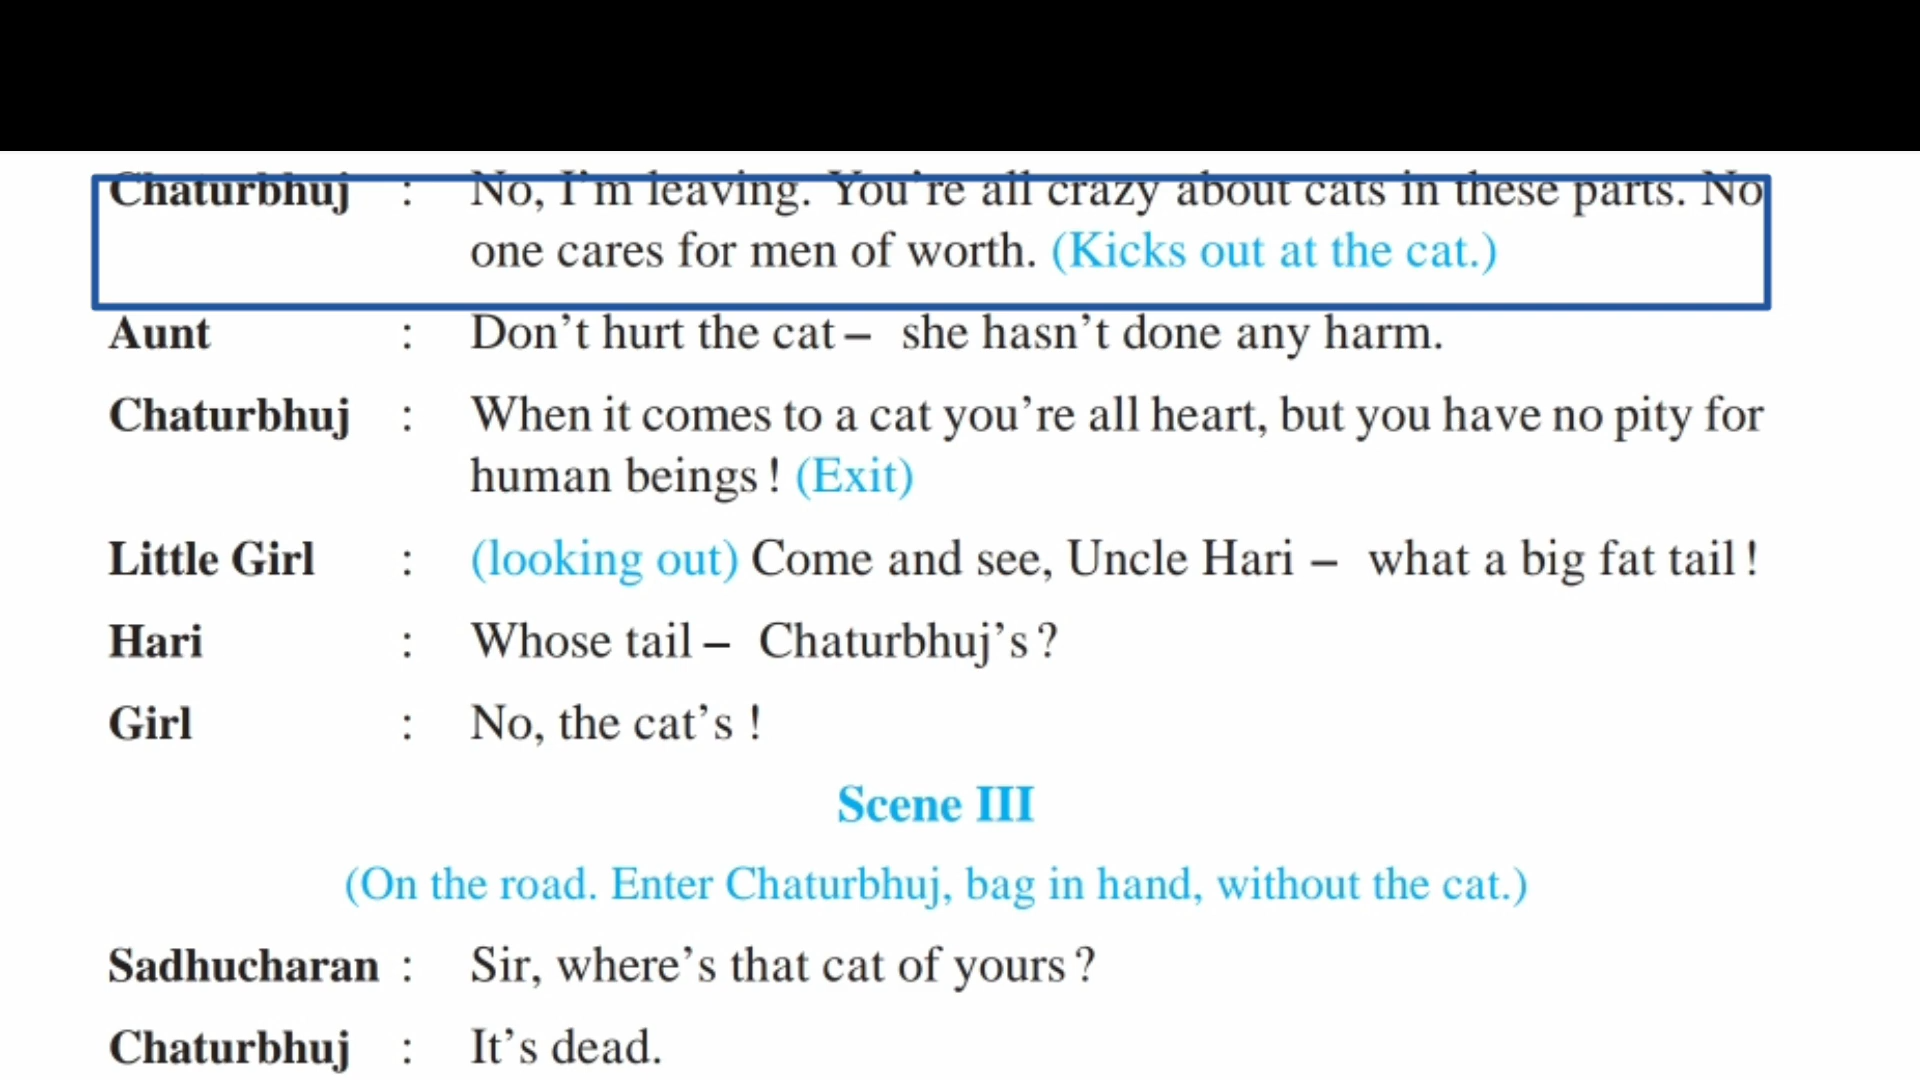 Chaturbhuj : No, I'm leaving. You're all crazy about cats in these parts. No
one cares for men of worth. (Kicks out at the cat.)
Aunt : Don't hurt the cat – she hasn't done any harm.
Chaturbhuj : When it comes to a cat you're all heart, but you have no pity for
human beings ! (Exit)
Little Girl : (looking out) Come and see, Uncle Hari – what a big fat tail !
Hari : Whose tail – Chaturbhuj's ?
Girl : No, the cat's !
Scene III
(On the road. Enter Chaturbhuj, bag in hand, without the cat.)
Sadhucharan : Sir, where's that cat of yours ?
Chaturbhuj : It's dead.